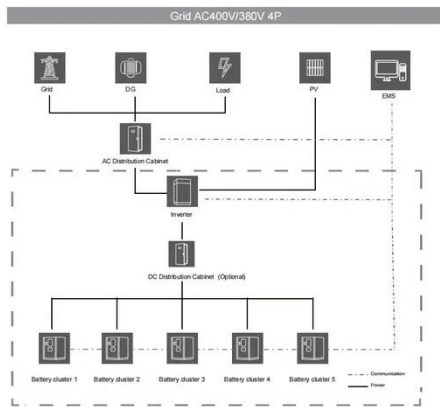 Grid AC400V/380V 4P
Grid
DG
Load
PV
EMS
AC Distribution Cabinet
Inverter
DC Distribution Cabinet (Optional)
Battery cluster 1
Battery cluster 2
Battery cluster 3
Battery cluster 4
Battery cluster 5
Communication
Power